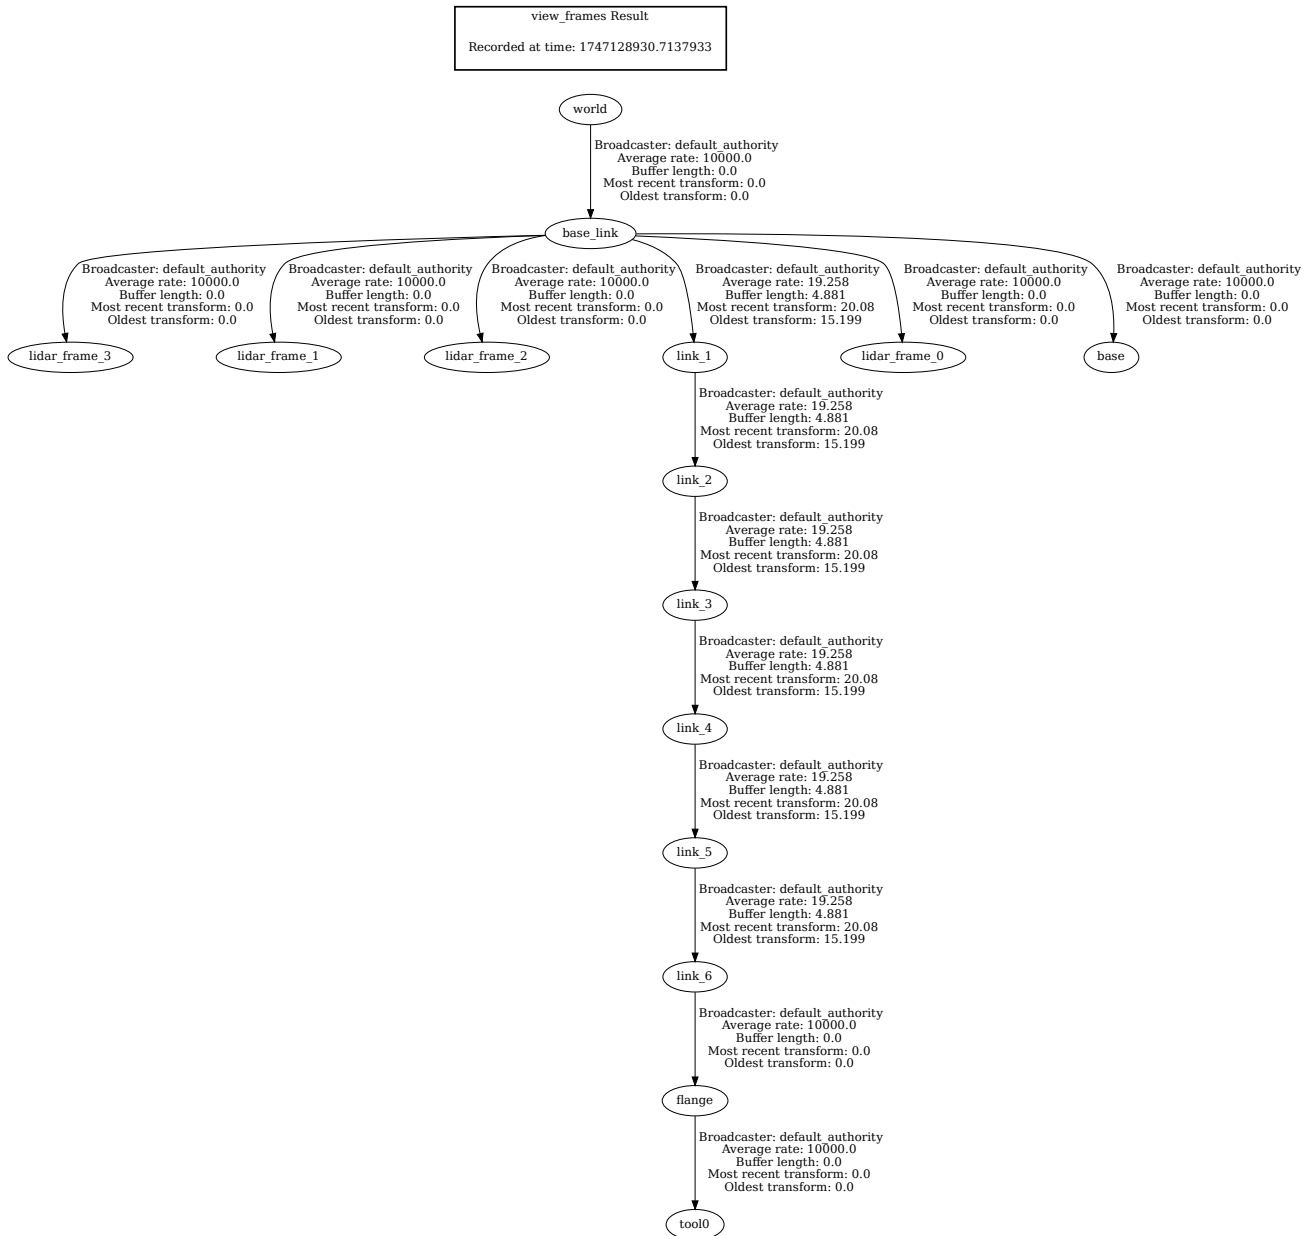 view_frames Result
Recorded at time: 1747128930.7137933
world
Broadcaster: default_authority
Average rate: 10000.0
Buffer length: 0.0
Most recent transform: 0.0
Oldest transform: 0.0
base_link
Broadcaster: default_authority
Average rate: 10000.0
Buffer length: 0.0
Most recent transform: 0.0
Oldest transform: 0.0
Broadcaster: default_authority
Average rate: 10000.0
Buffer length: 0.0
Most recent transform: 0.0
Oldest transform: 0.0
Broadcaster: default_authority
Average rate: 10000.0
Buffer length: 0.0
Most recent transform: 0.0
Oldest transform: 0.0
Broadcaster: default_authority
Average rate: 19.258
Buffer length: 4.881
Most recent transform: 20.08
Oldest transform: 15.199
Broadcaster: default_authority
Average rate: 10000.0
Buffer length: 0.0
Most recent transform: 0.0
Oldest transform: 0.0
Broadcaster: default_authority
Average rate: 10000.0
Buffer length: 0.0
Most recent transform: 0.0
Oldest transform: 0.0
lidar_frame_3
lidar_frame_1
lidar_frame_2
link_1
lidar_frame_0
base
Broadcaster: default_authority
Average rate: 19.258
Buffer length: 4.881
Most recent transform: 20.08
Oldest transform: 15.199
link_2
Broadcaster: default_authority
Average rate: 19.258
Buffer length: 4.881
Most recent transform: 20.08
Oldest transform: 15.199
link_3
Broadcaster: default_authority
Average rate: 19.258
Buffer length: 4.881
Most recent transform: 20.08
Oldest transform: 15.199
link_4
Broadcaster: default_authority
Average rate: 19.258
Buffer length: 4.881
Most recent transform: 20.08
Oldest transform: 15.199
link_5
Broadcaster: default_authority
Average rate: 19.258
Buffer length: 4.881
Most recent transform: 20.08
Oldest transform: 15.199
link_6
Broadcaster: default_authority
Average rate: 10000.0
Buffer length: 0.0
Most recent transform: 0.0
Oldest transform: 0.0
flange
Broadcaster: default_authority
Average rate: 10000.0
Buffer length: 0.0
Most recent transform: 0.0
Oldest transform: 0.0
tool0